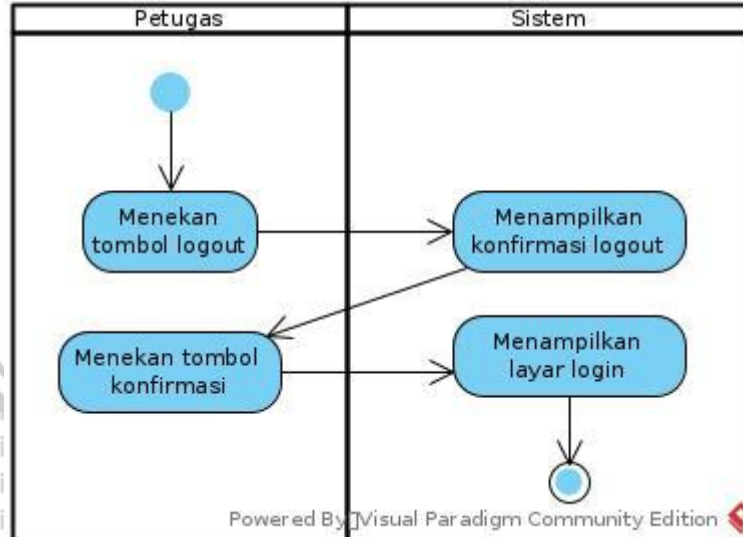 Petugas
Sistem
Menekan
tombol logout
Menampilkan
konfirmasi logout
Menekan tombol
konfirmasi
Menampilkan
layar login
Powered By Visual Paradigm Community Edition